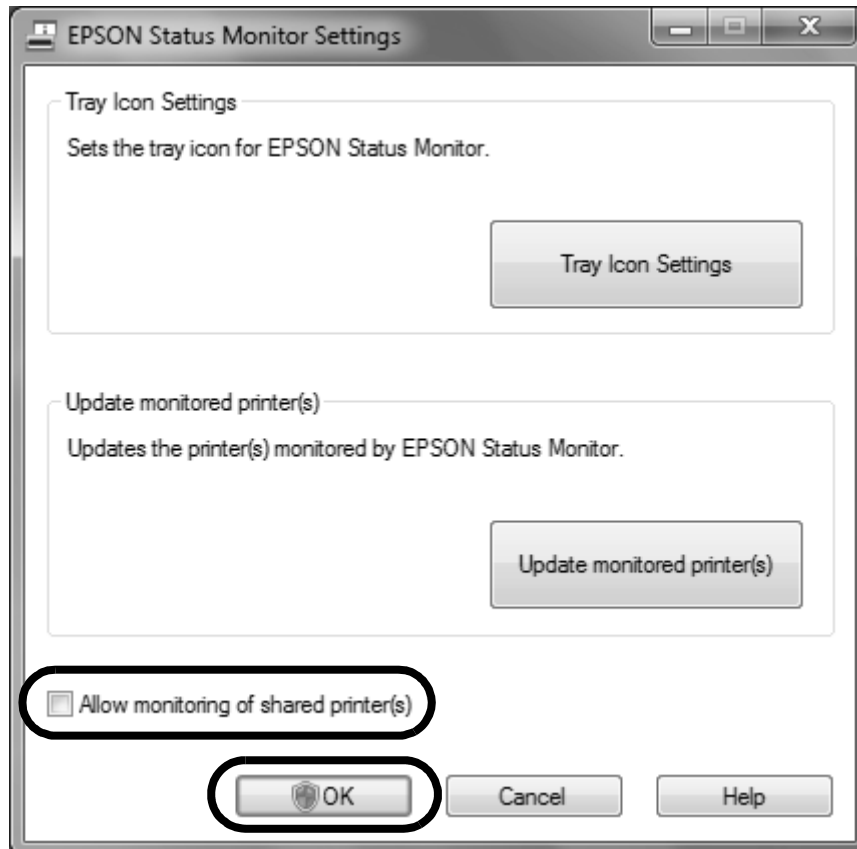 EPSON Status Monitor Settings
Tray Icon Settings
Sets the tray icon for EPSON Status Monitor.
Tray Icon Settings
Update monitored printer(s)
Updates the printer(s) monitored by EPSON Status Monitor.
Update monitored printer(s)
Allow monitoring of shared printer(s)
OK Cancel Help